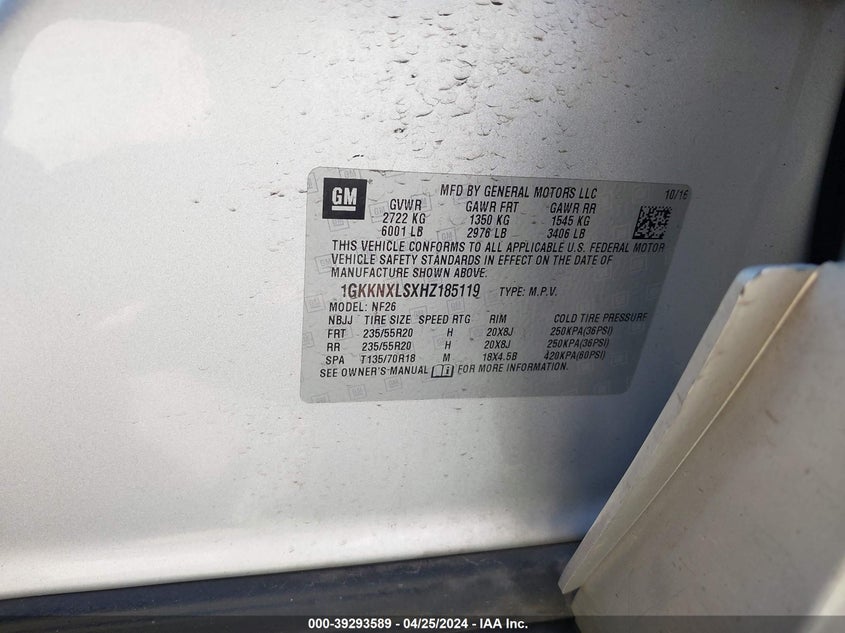 GM
MFD BY GENERAL MOTORS LLC
10/16
GVWR GAWR FRT GAWR RR
2722 KG 1350 KG 1545 KG
6001 LB 2976 LB 3406 LB
THIS VEHICLE CONFORMS TO ALL APPLICABLE U.S. FEDERAL MOTOR
VEHICLE SAFETY STANDARDS IN EFFECT ON THE DATE OF
MANUFACTURE SHOWN ABOVE.
1GKKNXLSXHZ185119 TYPE: M.P.V.
MODEL: NF26
NBJJ TIRE SIZE SPEED RTG RIM COLD TIRE PRESSURE
FRT 235/55R20 H 20X8J 250KPA(36PSI)
RR 235/55R20 H 20X8J 250KPA(36PSI)
SPA T135/70R18 M 18X4.5B 420KPA(60PSI)
SEE OWNER'S MANUAL FOR MORE INFORMATION.
000-39293589 - 04/25/2024 - IAA Inc.